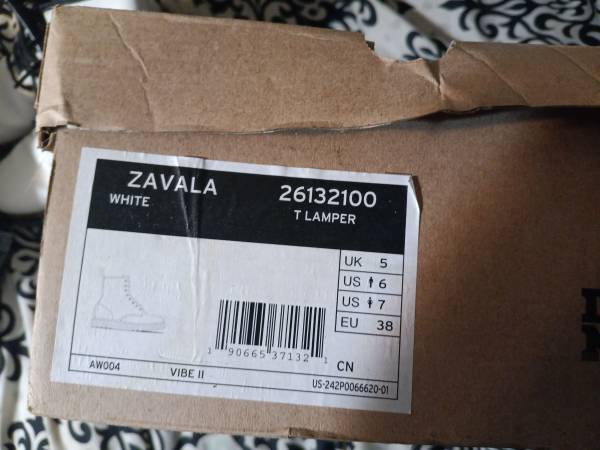 ZAVALA 26132100
WHITE T LAMPER
UK 5
US 6
US 7
EU 38
1 90665 37132 1
CN
AW004 VIBE II US-242P0066620-01